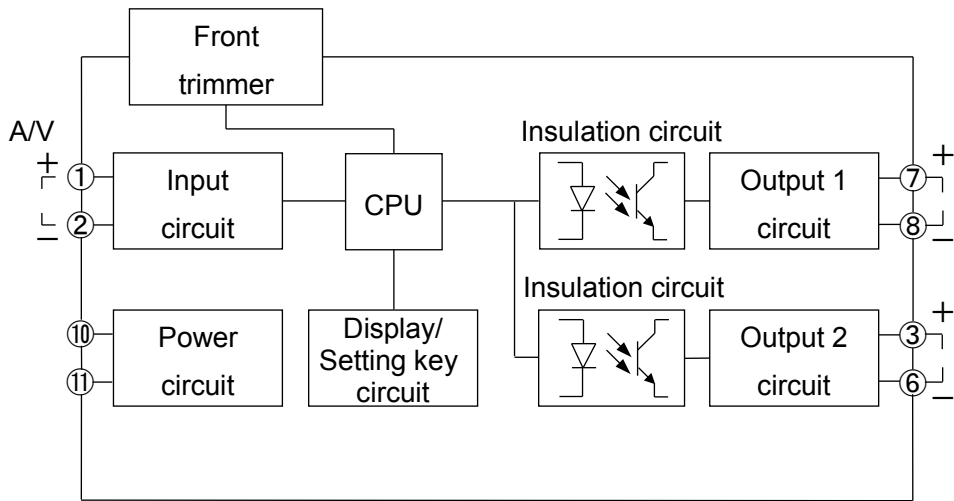 Front
trimmer
A/V
Insulation circuit
+
①
Input
circuit
CPU
Output 1
circuit
⑦
+
②
−
⑧
−
Insulation circuit
⑩
Power
circuit
⑪
Display/
Setting key
circuit
Output 2
circuit
③
+
⑥
−